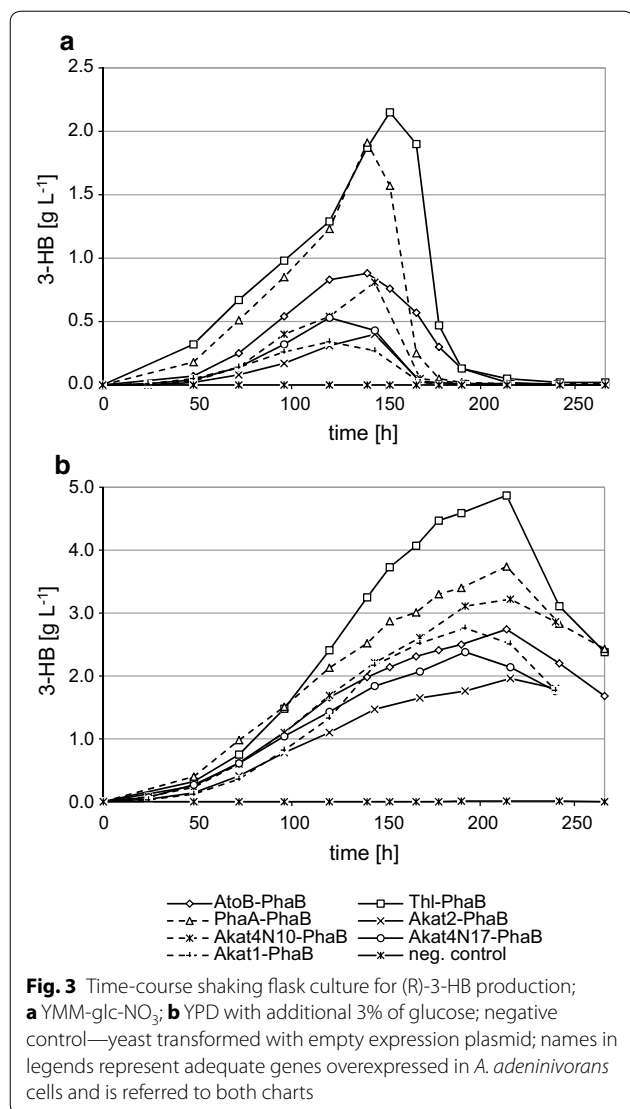 a
2.5
2.0
1.5
1.0
0.5
0.0
3-HB [g L-1]
0 50 100 150 200 250
time [h]
b
5.0
4.0
3.0
2.0
1.0
0.0
3-HB [g L-1]
0 50 100 150 200 250
time [h]
AtoB-PhaB Thl-PhaB
PhaA-PhaB Akat2-PhaB
Akat4N10-PhaB Akat4N17-PhaB
Akat1-PhaB neg. control
Fig. 3 Time-course shaking flask culture for (R)-3-HB production;
a YMM-glc-NO3; b YPD with additional 3% of glucose; negative
control—yeast transformed with empty expression plasmid; names in
legends represent adequate genes overexpressed in A. adeninivorans
cells and is referred to both charts